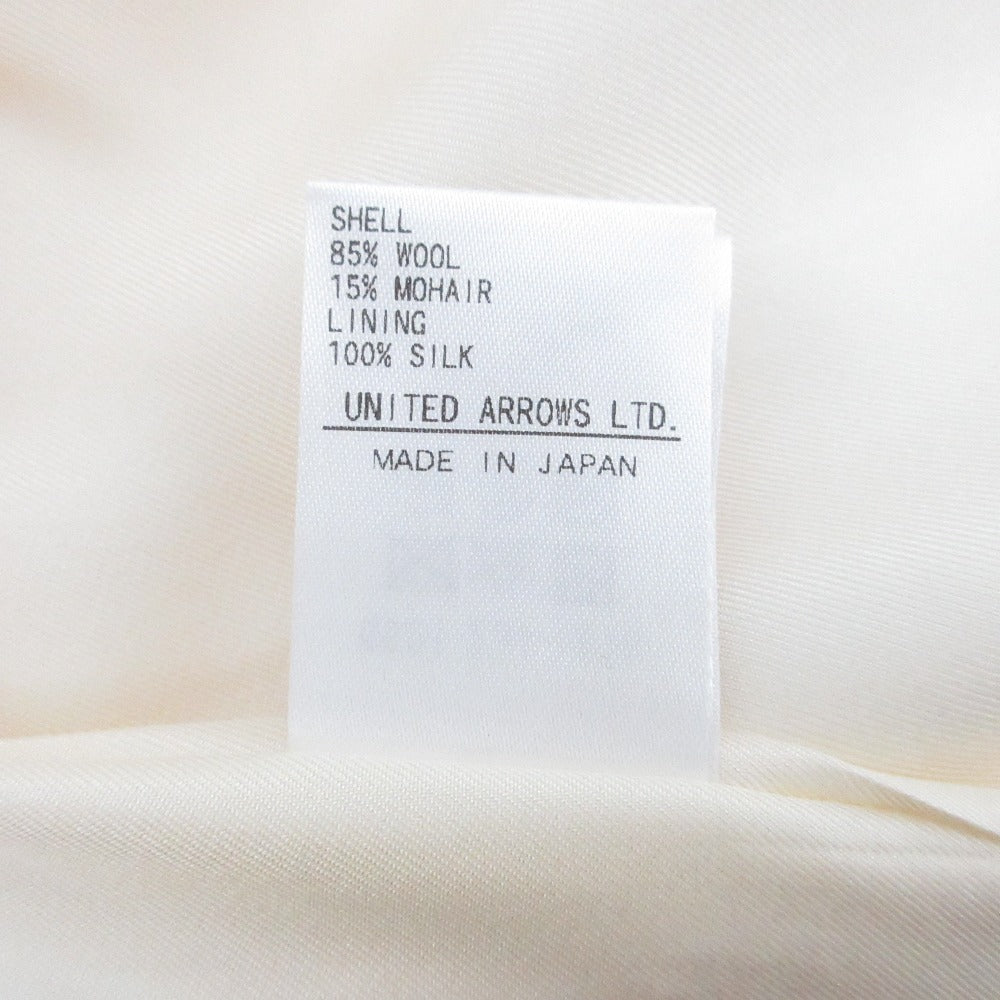 SHELL
85% WOOL
15% MOHAIR
LINING
100% SILK
UNITED ARROWS LTD.
MADE IN JAPAN